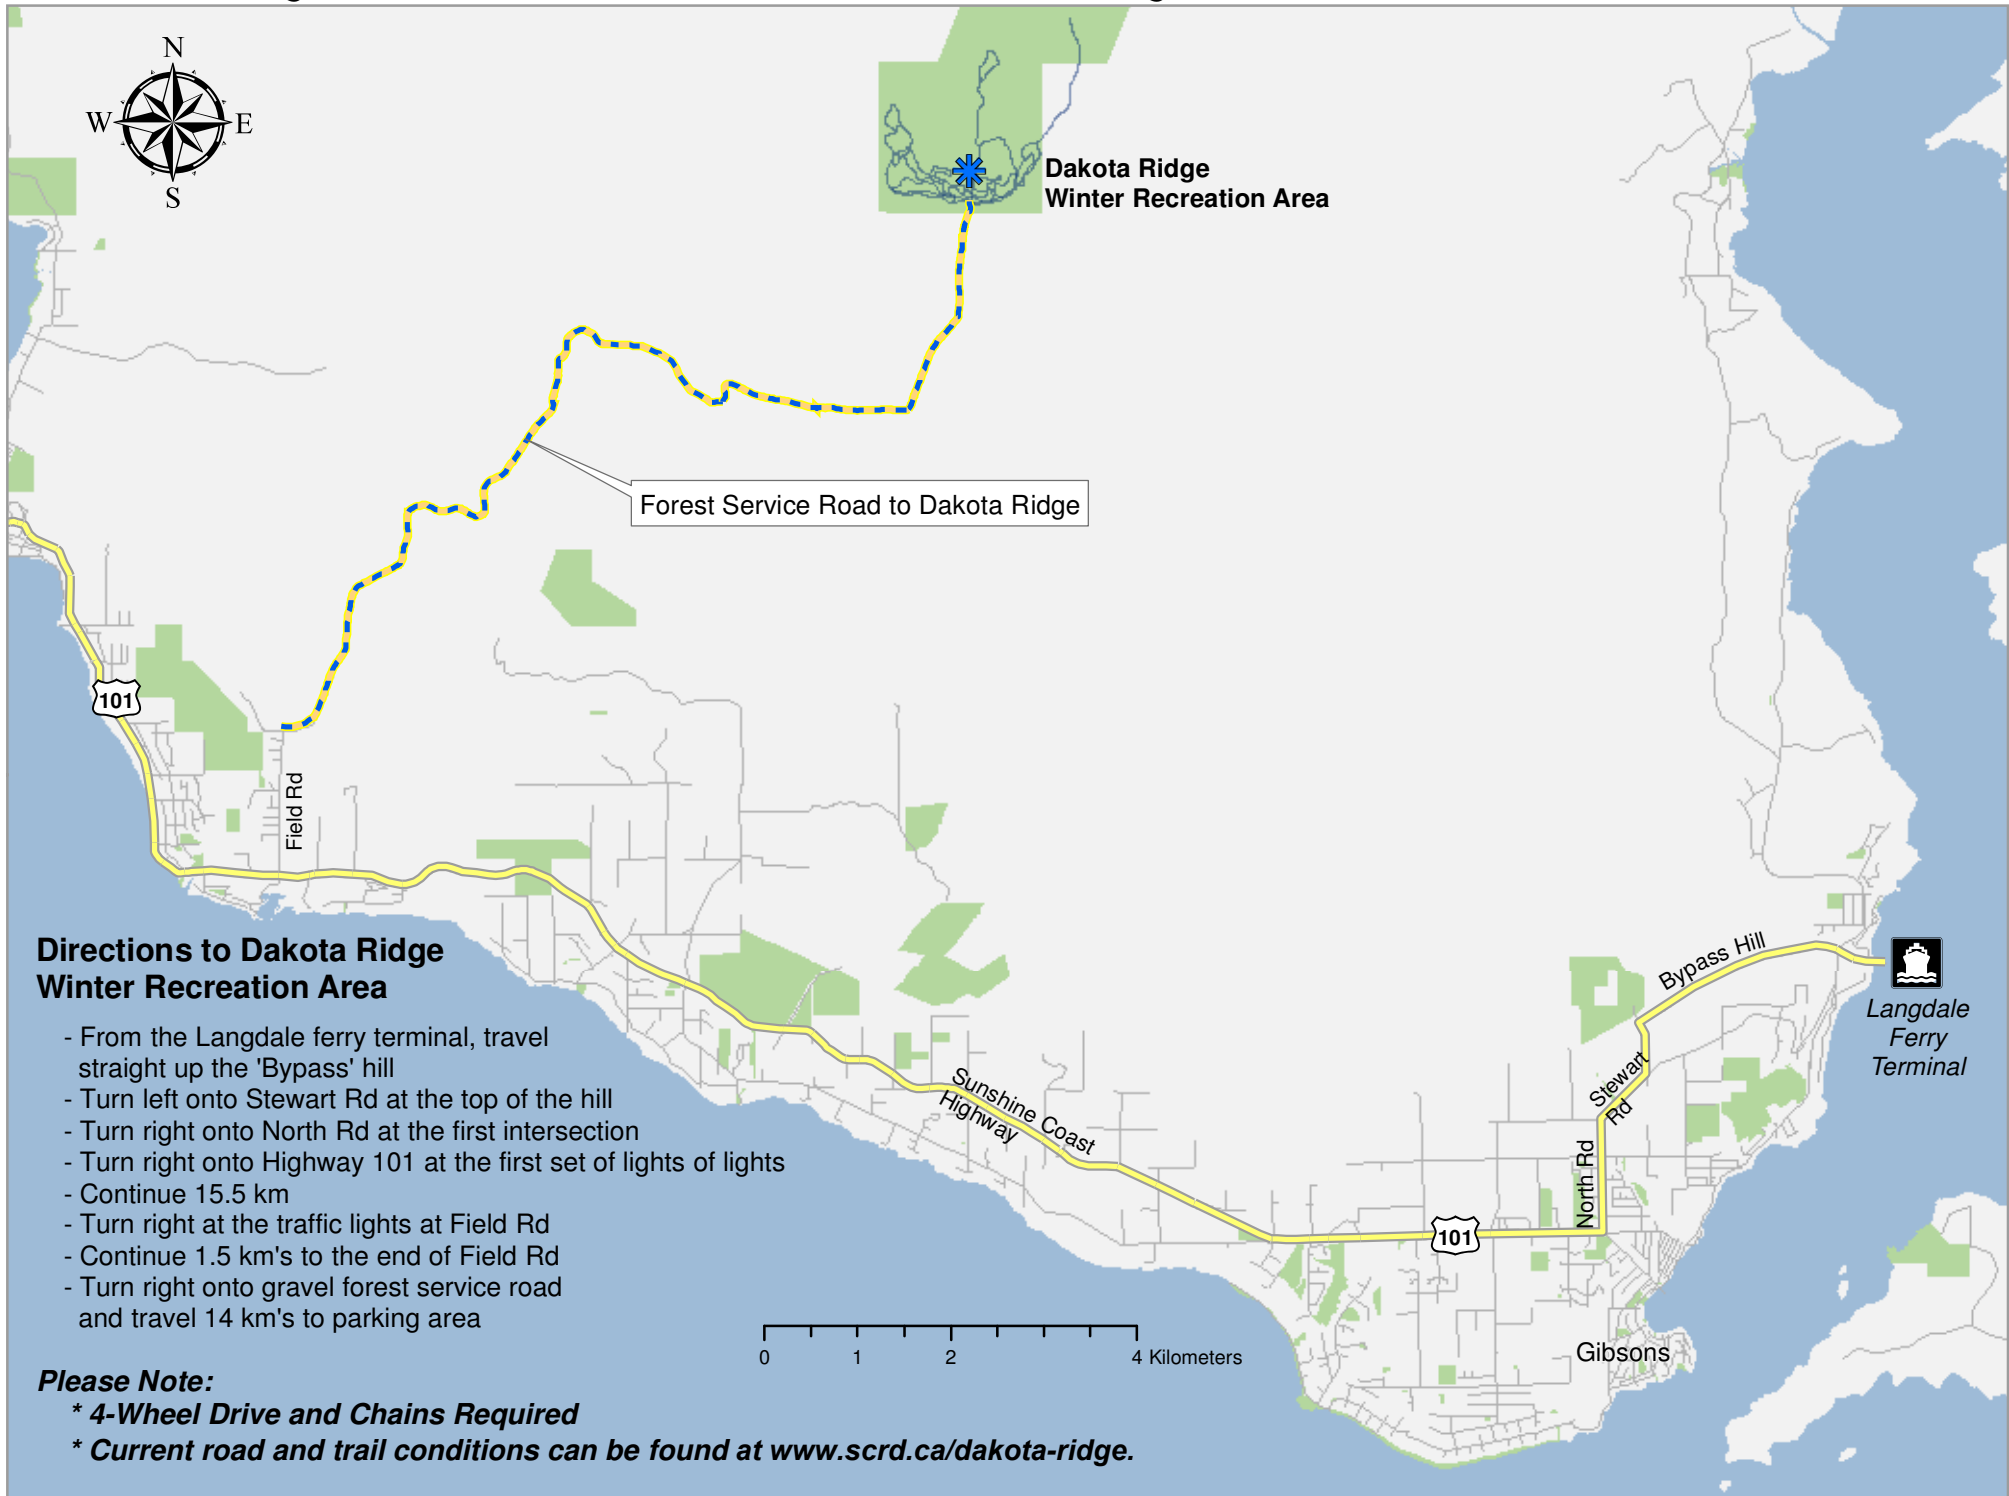 N
W
E
S
Dakota Ridge
Winter Recreation Area
Forest Service Road to Dakota Ridge
101
Field Rd
Directions to Dakota Ridge
Winter Recreation Area
- From the Langdale ferry terminal, travel
straight up the 'Bypass' hill
- Turn left onto Stewart Rd at the top of the hill
- Turn right onto North Rd at the first intersection
- Turn right onto Highway 101 at the first set of lights of lights
- Continue 15.5 km
- Turn right at the traffic lights at Field Rd
- Continue 1.5 km's to the end of Field Rd
- Turn right onto gravel forest service road
and travel 14 km's to parking area
Please Note:
* 4-Wheel Drive and Chains Required
* Current road and trail conditions can be found at www.scrd.ca/dakota-ridge.
Bypass Hill
Langdale
Ferry
Terminal
Stewart
Rd
Sunshine Coast
Highway
North Rd
101
Gibsons
0 1 2 4 Kilometers